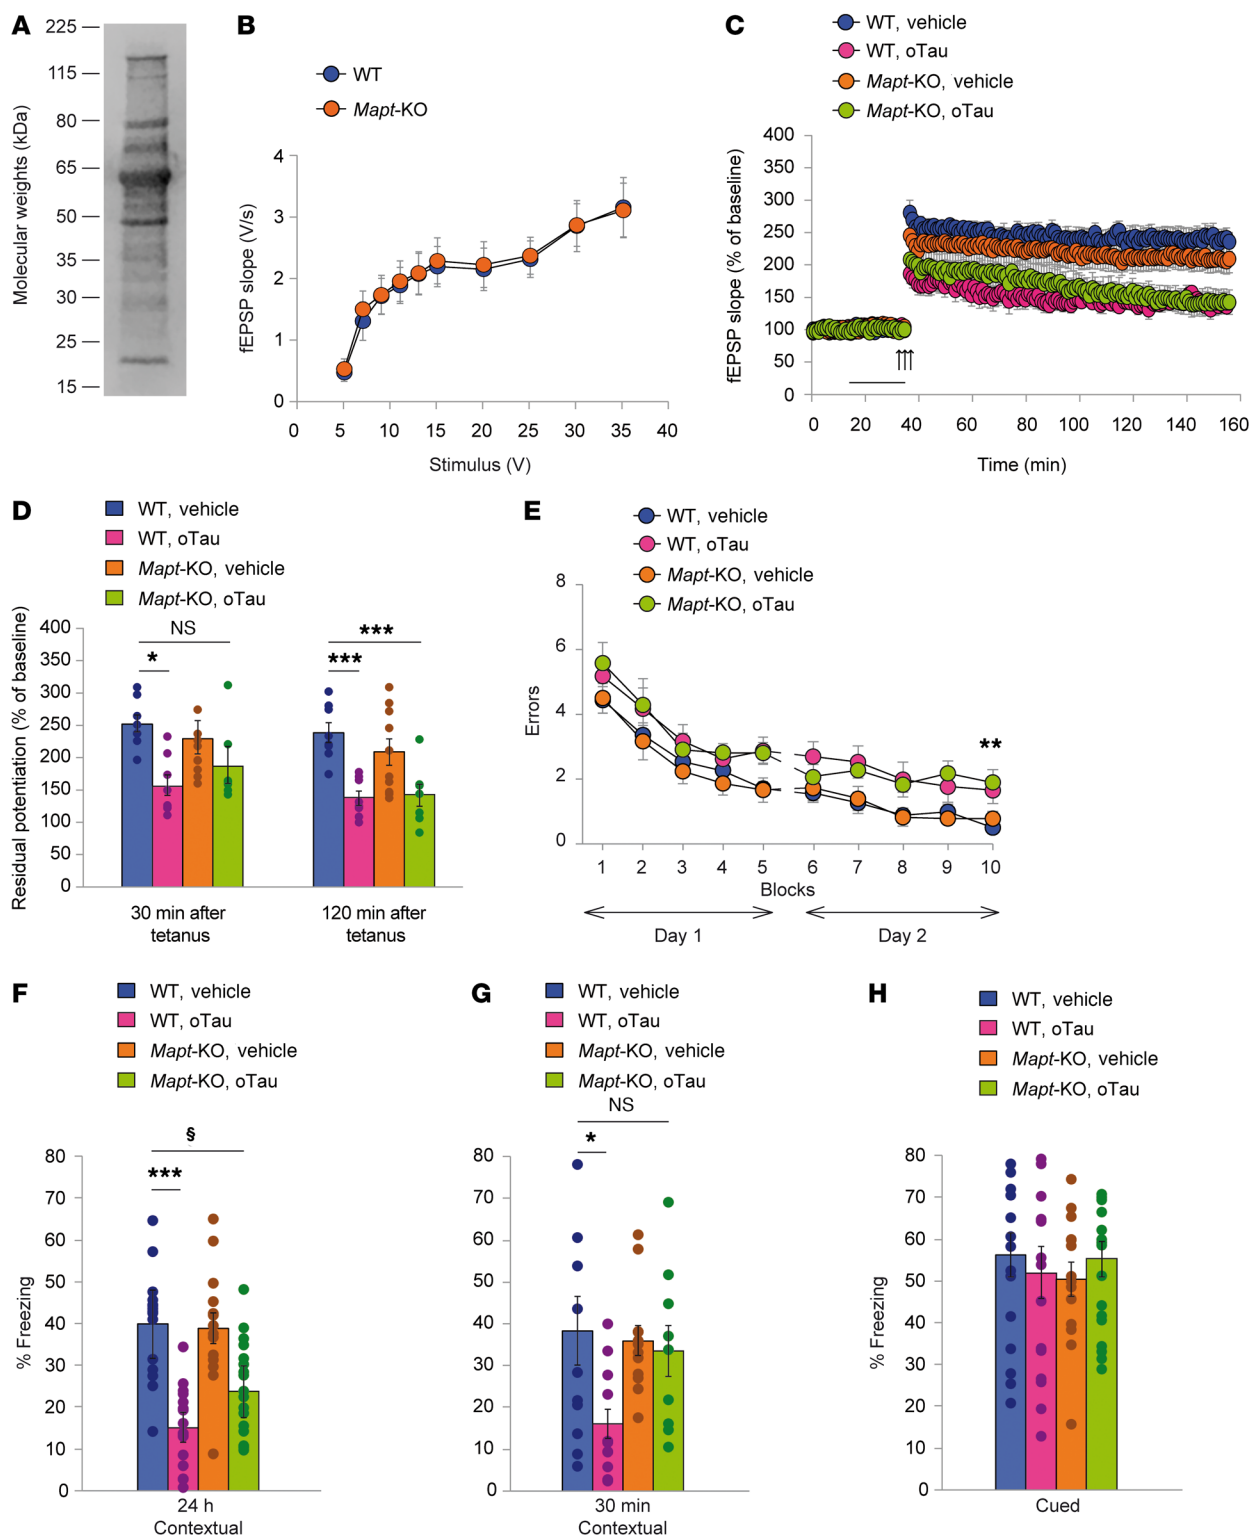 A
Molecular weights (kDa)
225
115
80
65
50
35
30
25
15
B
WT
Mapt-KO
fEPSP slope (V/s)
4
3
2
1
0
0 5 10 15 20 25 30 35 40
Stimulus (V)
C
WT, vehicle
WT, oTau
Mapt-KO, vehicle
Mapt-KO, oTau
fEPSP slope (% of baseline)
400
350
300
250
200
150
100
50
0
↑↑↑
0 20 40 60 80 100 120 140 160
Time (min)
D
WT, vehicle
WT, oTau
Mapt-KO, vehicle
Mapt-KO, oTau
Residual potentiation (% of baseline)
400
350
300
250
200
150
100
50
0
NS
*
***
***
30 min after
tetanus
120 min after
tetanus
E
WT, vehicle
WT, oTau
Mapt-KO, vehicle
Mapt-KO, oTau
Errors
8
6
4
2
0
**
1 2 3 4 5 6 7 8 9 10
Blocks
Day 1
Day 2
F
WT, vehicle
WT, oTau
Mapt-KO, vehicle
Mapt-KO, oTau
% Freezing
80
70
60
50
40
30
20
10
0
§
***
24 h
Contextual
G
WT, vehicle
WT, oTau
Mapt-KO, vehicle
Mapt-KO, oTau
NS
*
80
70
60
50
40
30
20
10
0
% Freezing
30 min
Contextual
H
WT, vehicle
WT, oTau
Mapt-KO, vehicle
Mapt-KO, oTau
% Freezing
80
70
60
50
40
30
20
10
0
Cued